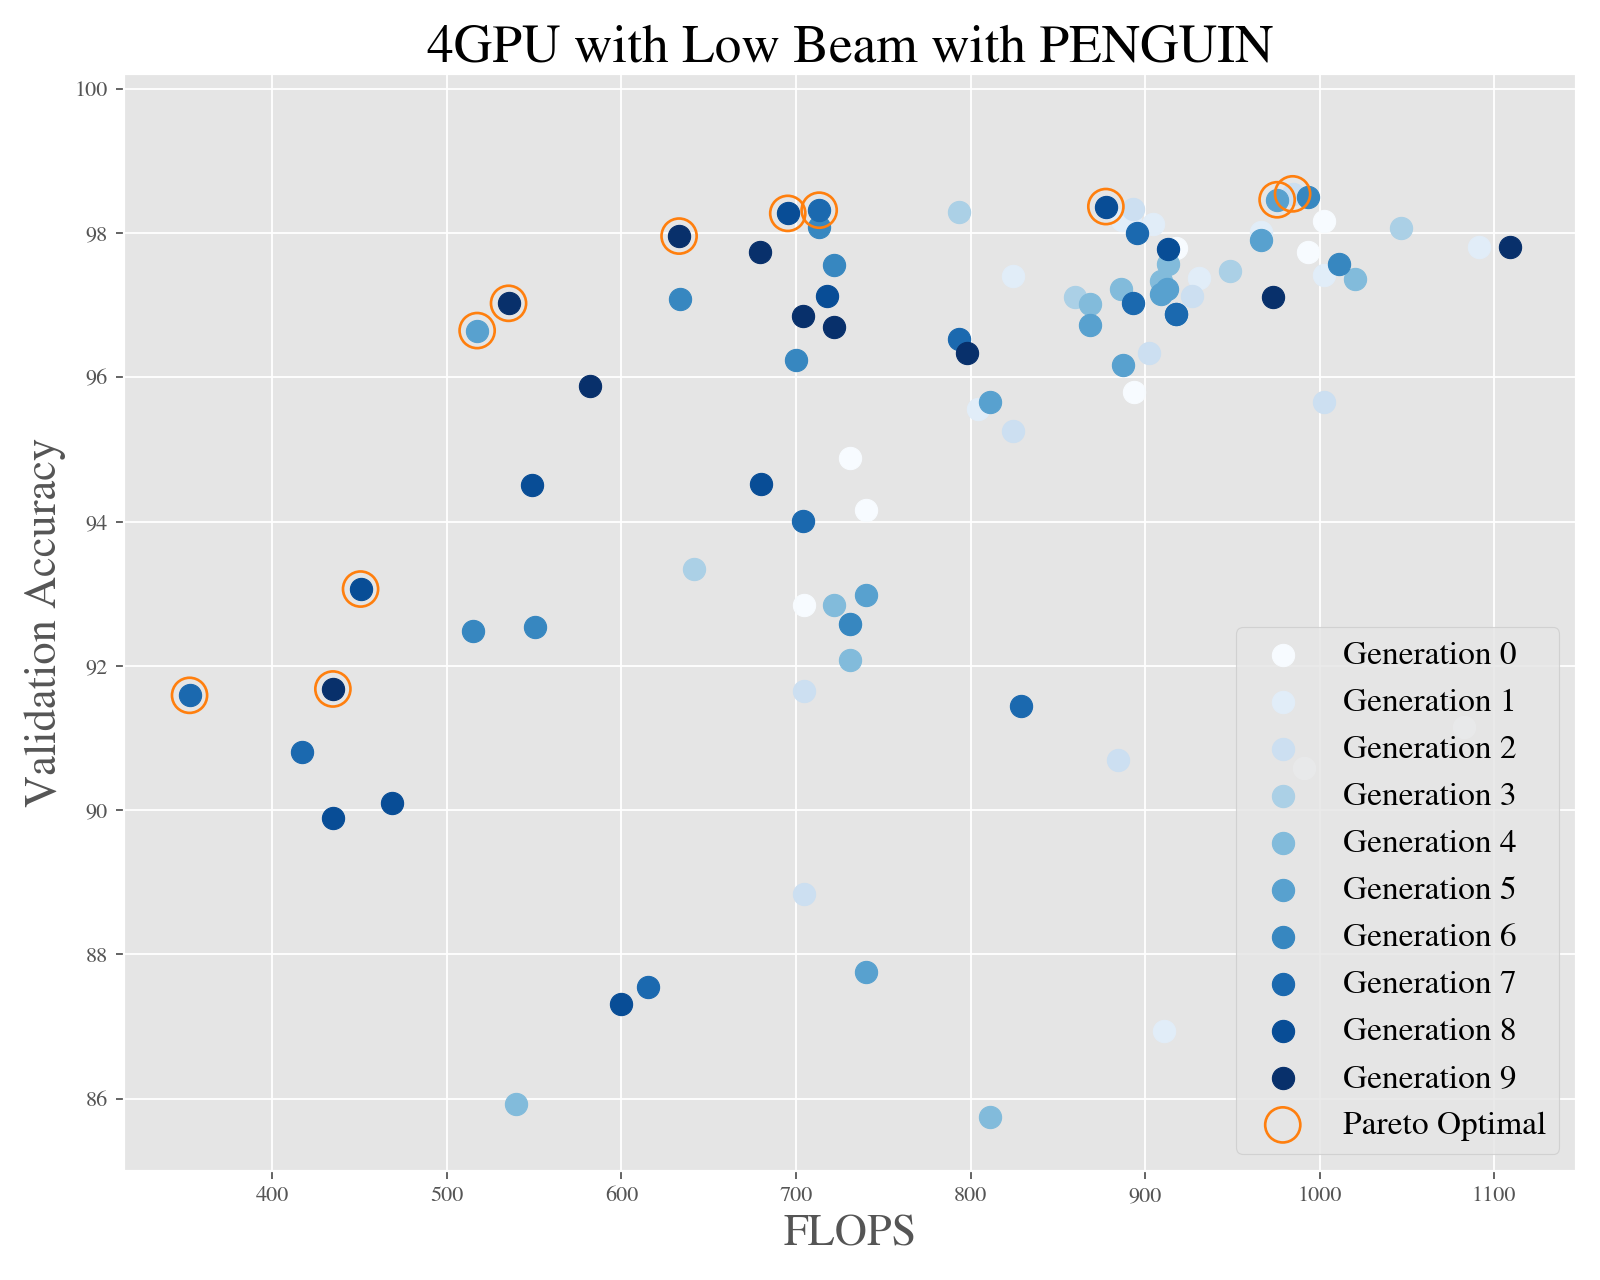 4GPU with Low Beam with PENGUIN
100
98
96
94
92
90
88
86
Validation Accuracy
400
500
600
700
800
900
1000
1100
FLOPS
Generation 0
Generation 1
Generation 2
Generation 3
Generation 4
Generation 5
Generation 6
Generation 7
Generation 8
Generation 9
Pareto Optimal